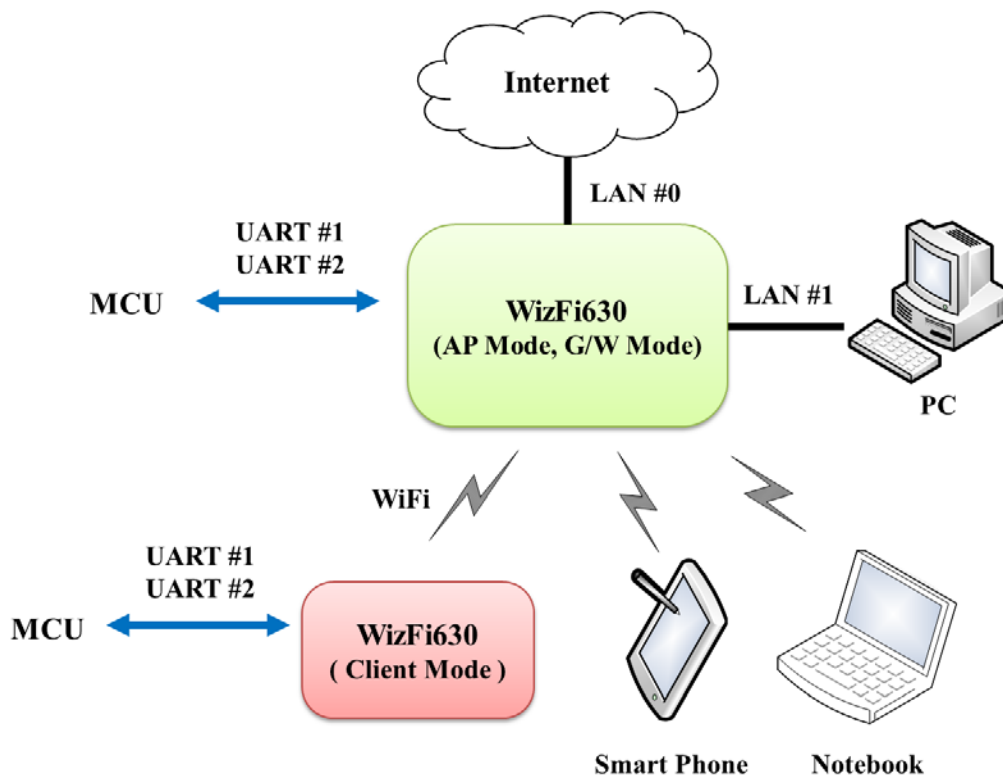 Internet
LAN #0
UART #1
UART #2
MCU
WizFi630
(AP Mode, G/W Mode)
LAN #1
PC
WiFi
UART #1
UART #2
MCU
WizFi630
( Client Mode )
Smart Phone
Notebook